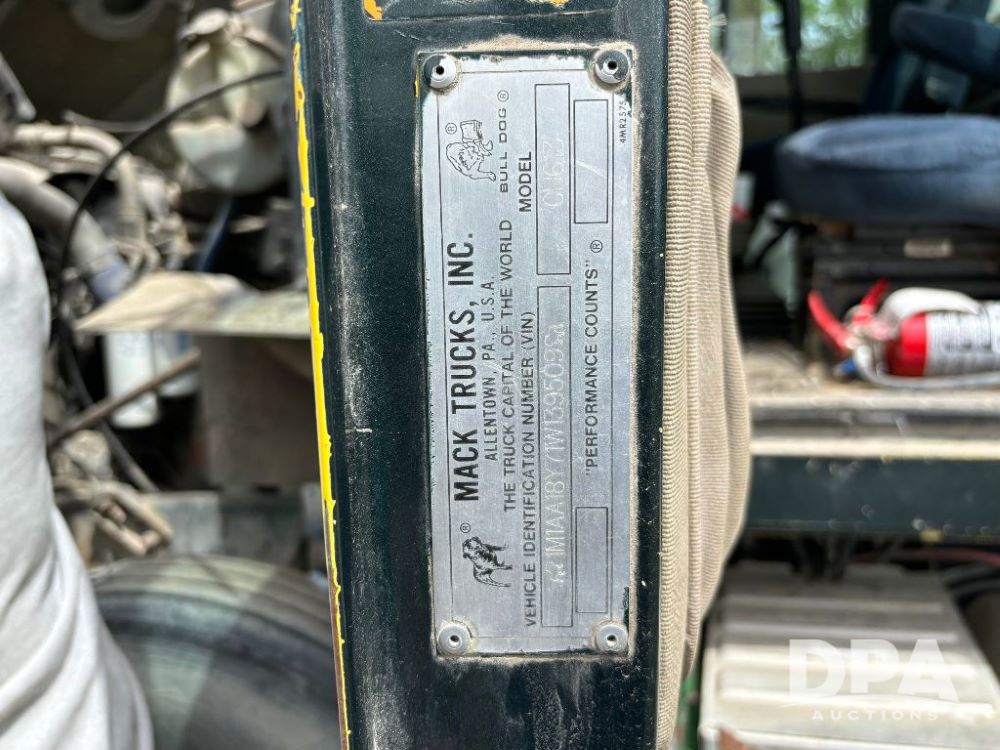 MACK TRUCKS, INC.
ALLENTOWN, PA., U.S.A.
THE TRUCK CAPITAL OF THE WORLD
BULL DOG ®
VEHICLE IDENTIFICATION NUMBER (VIN)
MODEL
"PERFORMANCE COUNTS" ®
4MR2375
DPA
AUCTIONS